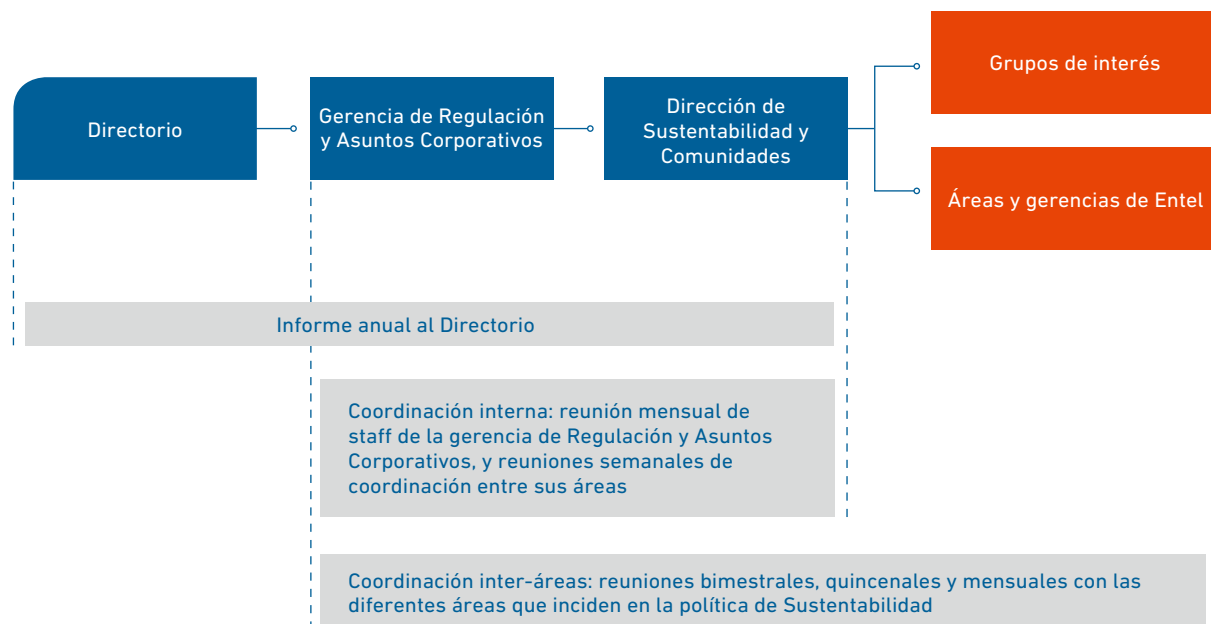 Directorio
Gerencia de Regulación
y Asuntos Corporativos
Dirección de
Sustentabilidad y
Comunidades
Grupos de interés
Áreas y gerencias de Entel
Informe anual al Directorio
Coordinación interna: reunión mensual de
staff de la gerencia de Regulación y Asuntos
Corporativos, y reuniones semanales de
coordinación entre sus áreas
Coordinación inter-áreas: reuniones bimestrales, quincenales y mensuales con las
diferentes áreas que inciden en la política de Sustentabilidad